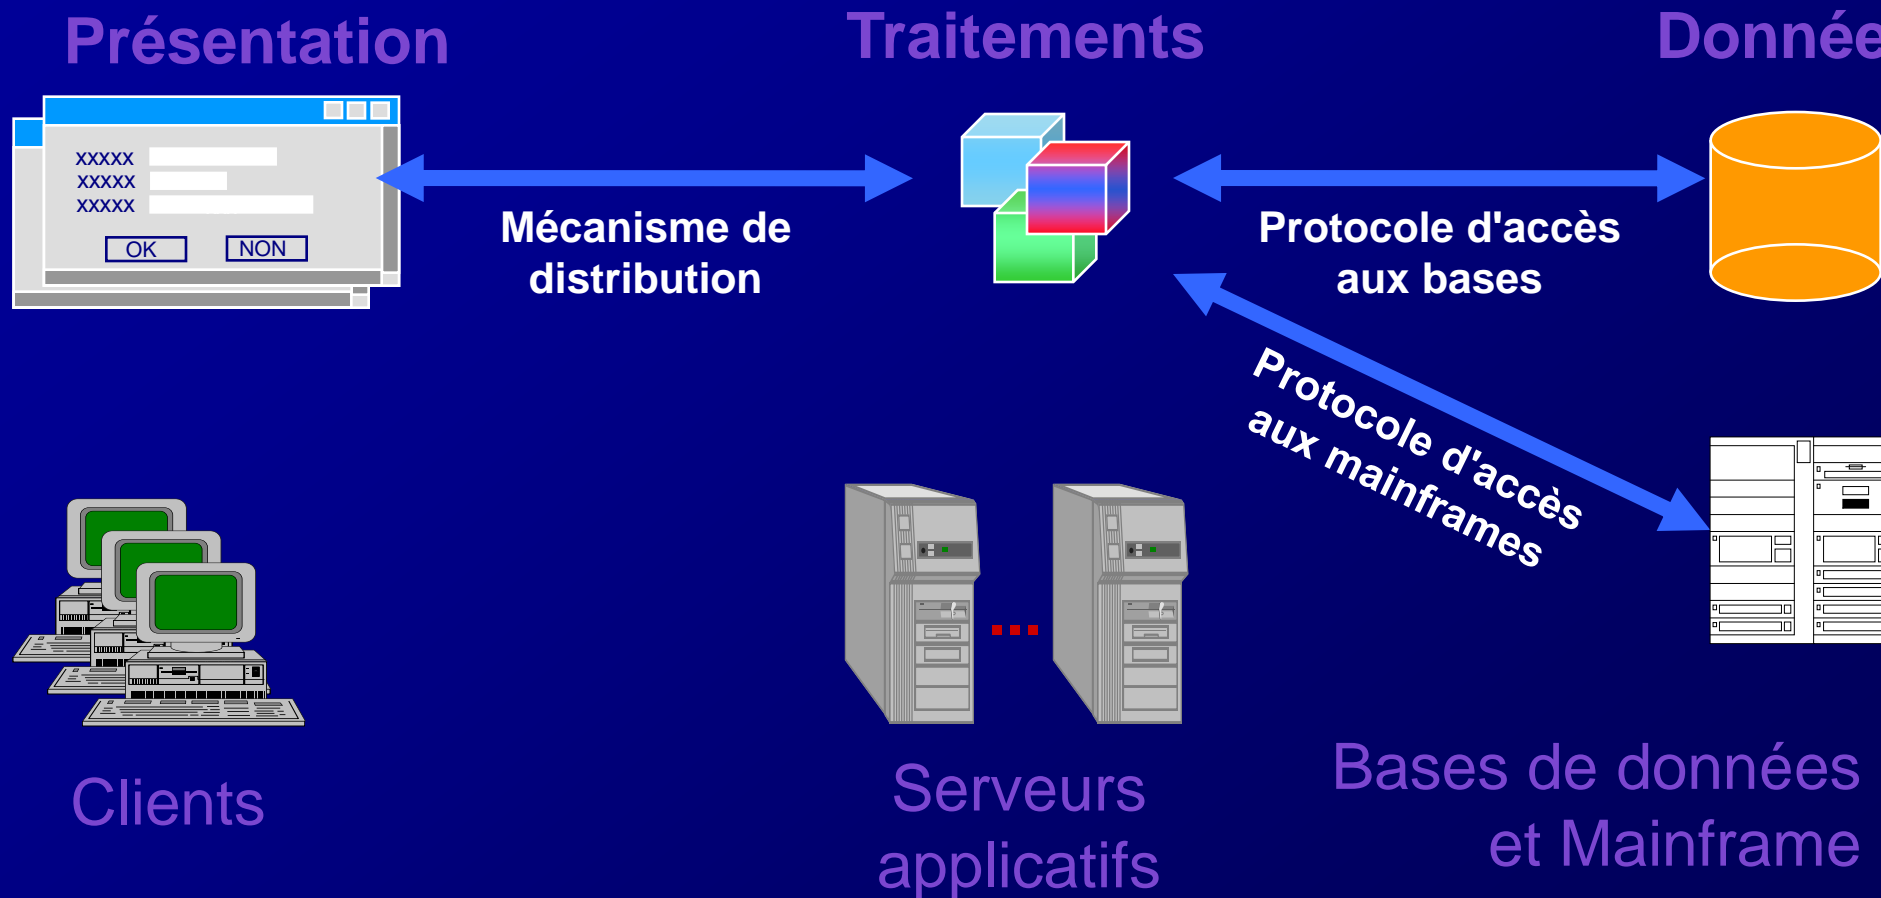 Présentation
Traitements
Donnée
xxxxx
xxxxx
xxxxx
OK NON
Mécanisme de
distribution
Protocole d'accès
aux bases
Protocole d'accès
aux mainframes
Clients
Serveurs
applicatifs
Bases de données
et Mainframe